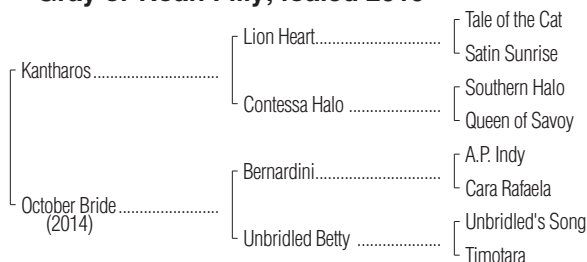 Gray or Roan Filly; foaled
Tale of the Cat
Lion Heart
Satin Sunrise
Kantharos
Southern Halo
Contessa Halo
Queen of Savoy
A.P. Indy
Bernardini
Cara Rafaela
October Bride
(2014)
Unbridled's Song
Unbridled Betty
Timotara